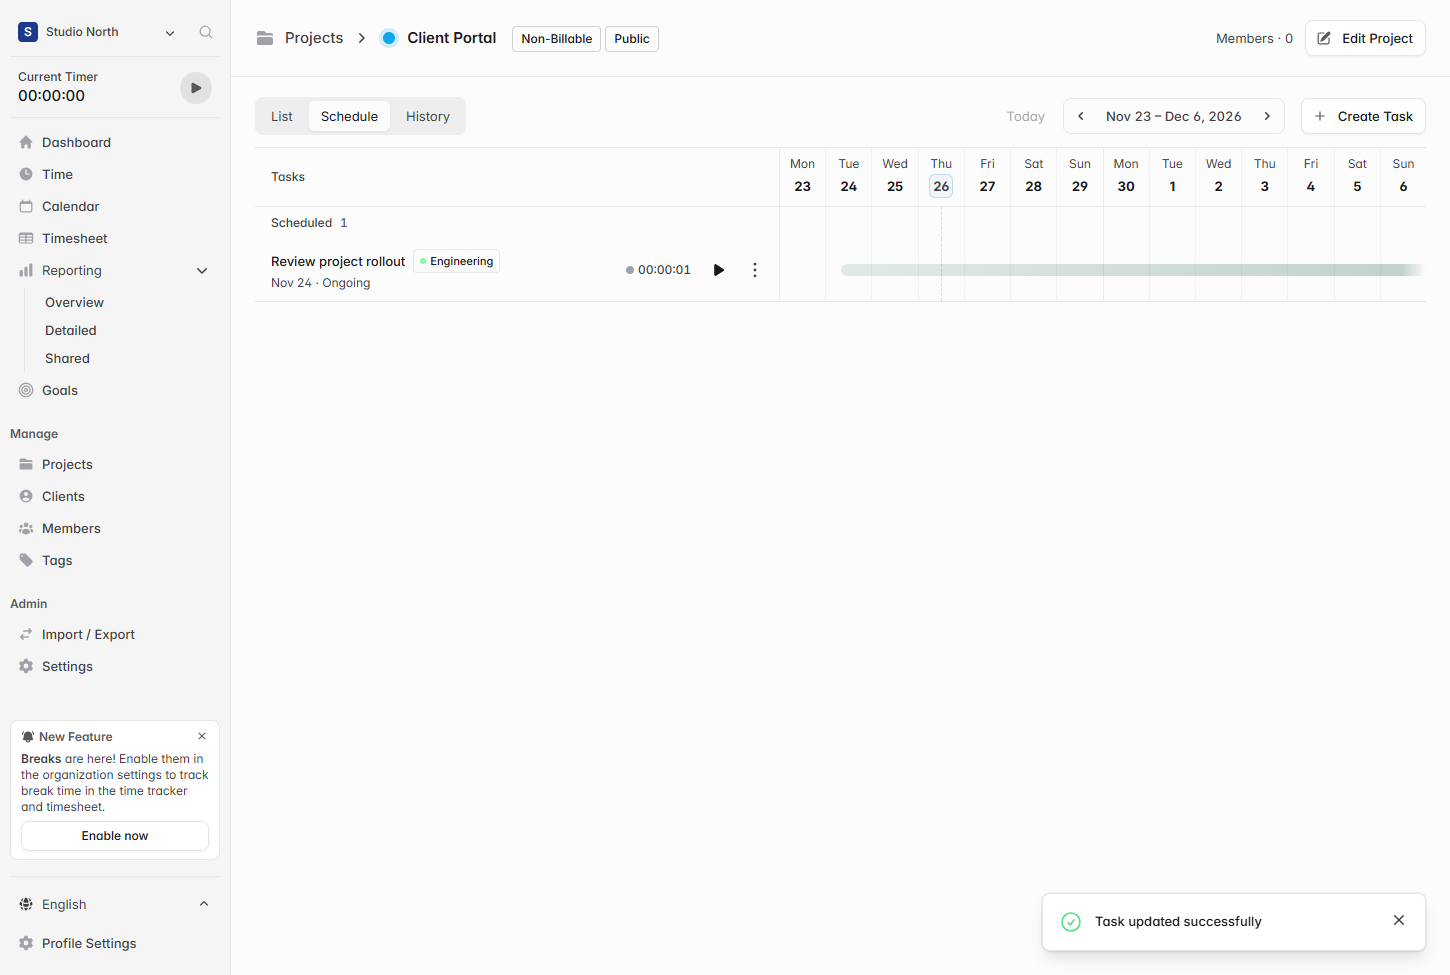 S Studio North
Current Timer
00:00:00
Dashboard
Time
Calendar
Timesheet
Reporting
Overview
Detailed
Shared
Goals
Manage
Projects
Clients
Members
Tags
Admin
Import / Export
Settings
New Feature
Breaks are here! Enable them in
the organization settings to track
break time in the time tracker
and timesheet.
Enable now
English
Profile Settings
Projects Client Portal Non-Billable Public
Members · 0 Edit Project
List Schedule History
Today Nov 23 – Dec 6, 2026 Create Task
Tasks
Mon Tue Wed Thu Fri Sat Sun Mon Tue Wed Thu Fri Sat Sun
23 24 25 26 27 28 29 30 1 2 3 4 5 6
Scheduled 1
Review project rollout Engineering
Nov 24 · Ongoing
00:00:01
Task updated successfully